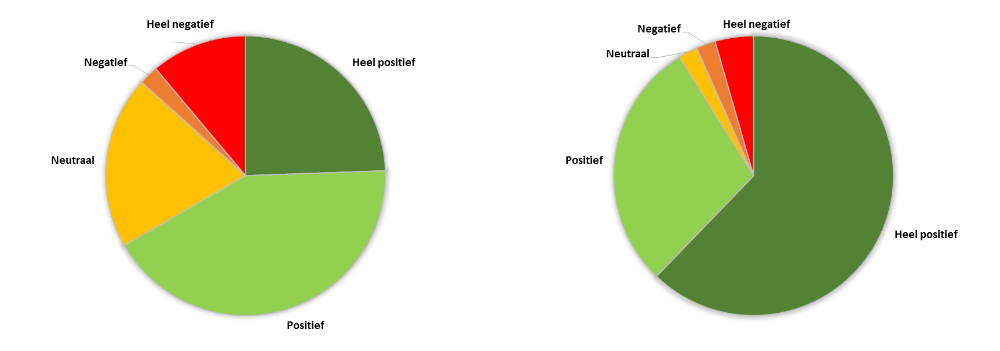 Heel negatief
Heel positief
Negatief
Neutraal
Positief
Heel negatief
Negatief
Neutraal
Positief
Heel positief